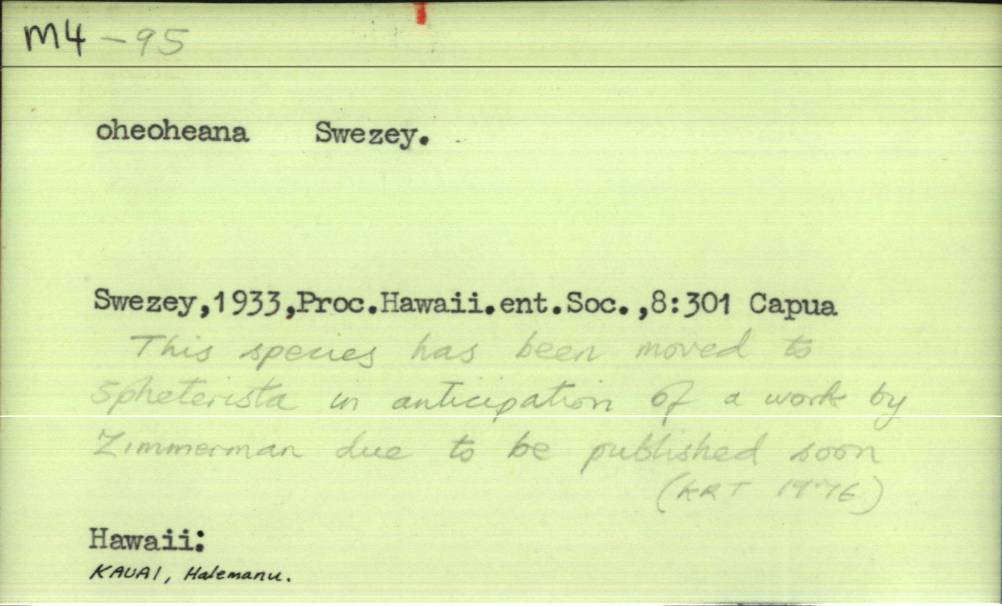 M4 - 95
oheoheana Swezey.
Swezey,1933,Proc.Hawaii.ent.Soc.,8:301 Capua
This species has been moved to
Spheterista in anticipation of a work by
Zimmerman due to be published soon
(KRT 1976)
Hawaii:
KAUAI, Halemanu.